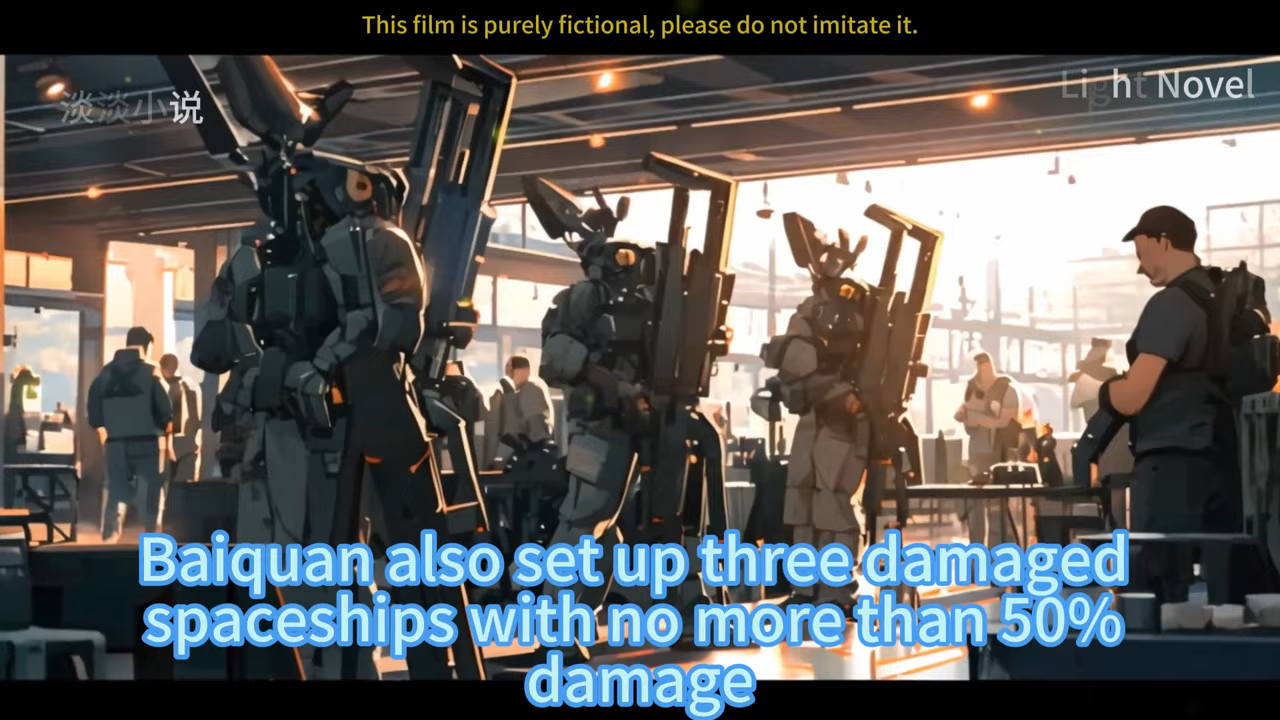 This film is purely fictional, please do not imitate it.
淡淡小说
Light Novel
Baiquan also set up three damaged
spaceships with no more than 50%
damage